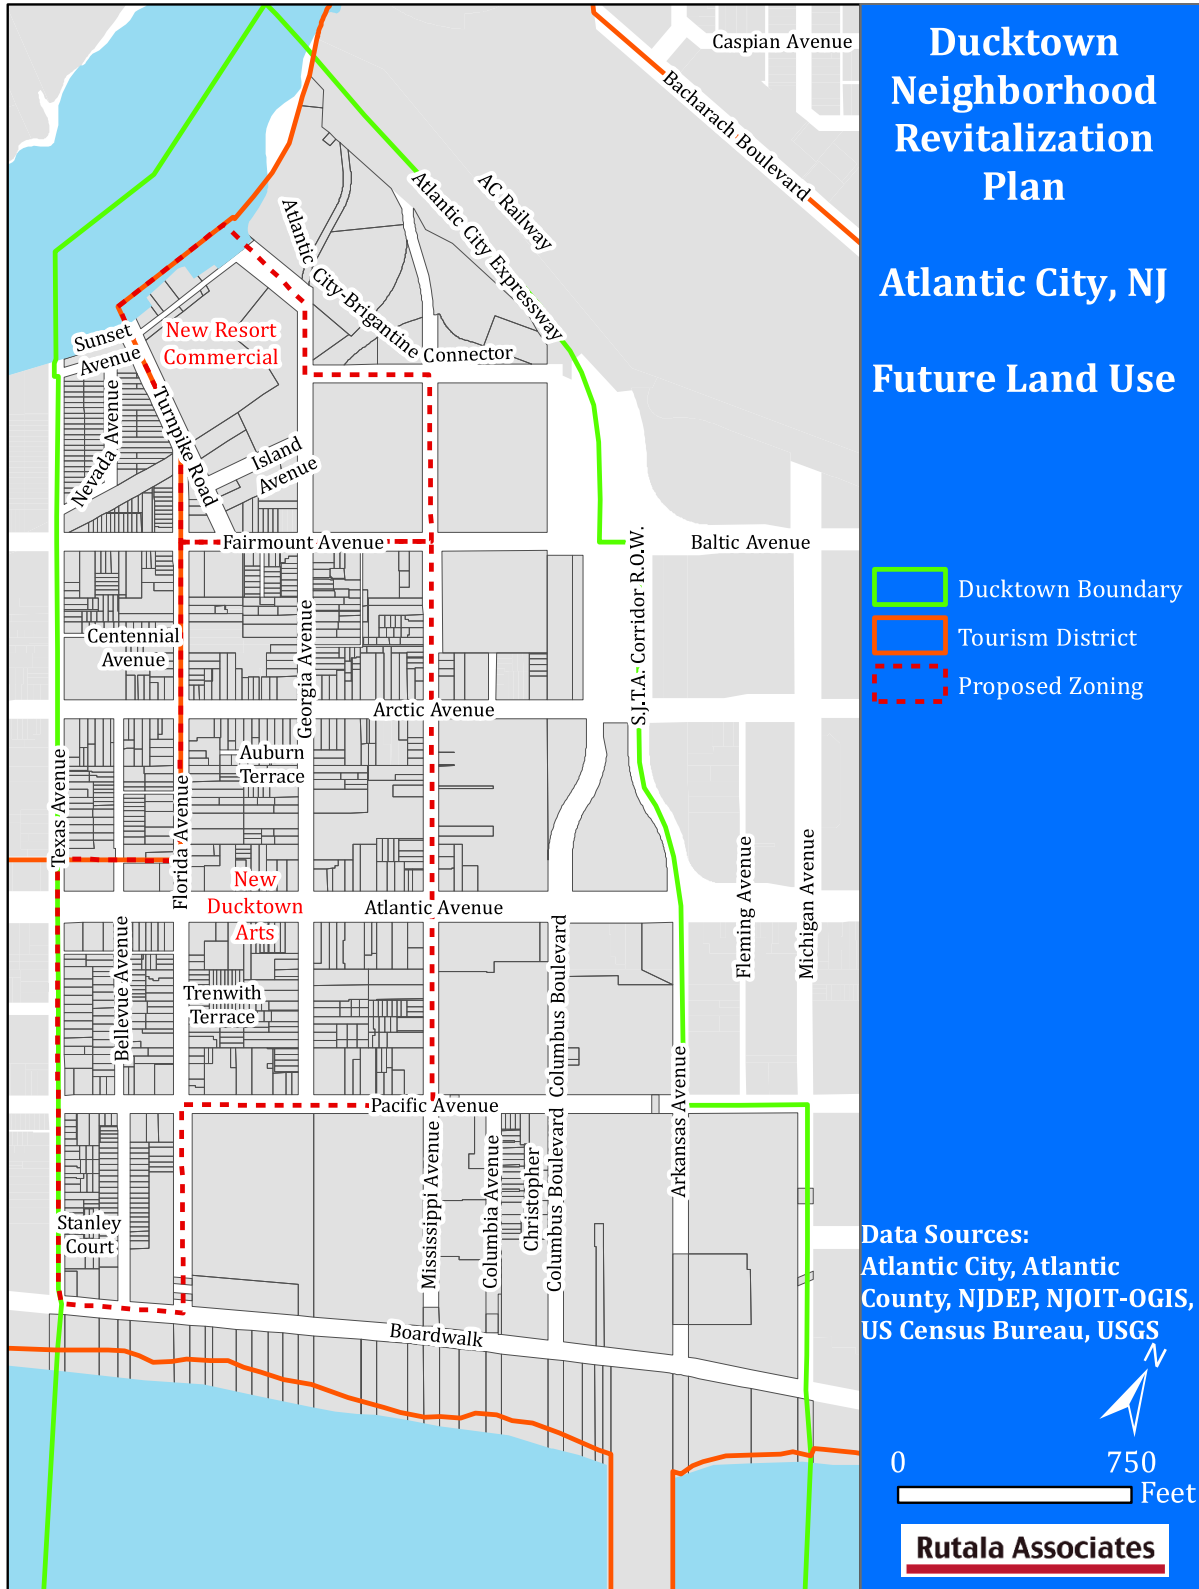 Ducktown
Neighborhood
Revitalization
Plan
Atlantic City, NJ
Future Land Use
Ducktown Boundary
Tourism District
Proposed Zoning
Data Sources:
Atlantic City, Atlantic
County, NJDEP, NJOIT-OGIS,
US Census Bureau, USGS
N
0 750
Feet
Rutala Associates
Caspian Avenue
Bacharach Boulevard
AC Railway
Atlantic City Expressway
Atlantic City-Brigantine
Connector
New Resort
Commercial
Sunset
Avenue
Nevada Avenue
Turnpike Road
Island
Avenue
Fairmount Avenue
Baltic Avenue
S.J.T.A. Corridor R.O.W.
Centennial
Avenue
Georgia Avenue
Arctic Avenue
Auburn
Terrace
Texas Avenue
Florida Avenue
New
Ducktown
Arts
Atlantic Avenue
Fleming Avenue
Michigan Avenue
Bellevue Avenue
Trenwith
Terrace
Columbus Boulevard
Pacific Avenue
Arkansas Avenue
Mississippi Avenue
Columbia Avenue
Christopher
Columbus Boulevard
Stanley
Court
Boardwalk